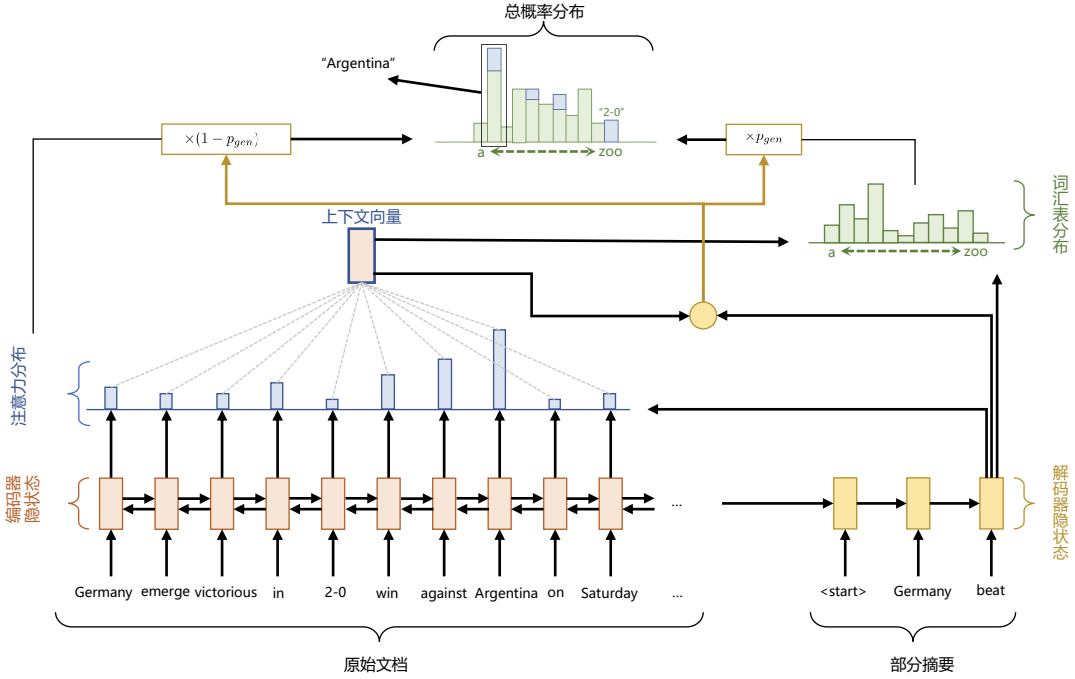 总概率分布
"Argentina"
"2-0"
×(1 − p_gen)
×p_gen
a
zoo
词汇表分布
上下文向量
a
zoo
注意力分布
编码器
隐状态
...
解码器隐状态
Germany emerge victorious in 2-0 win against Argentina on Saturday ...
<start> Germany beat
原始文档
部分摘要